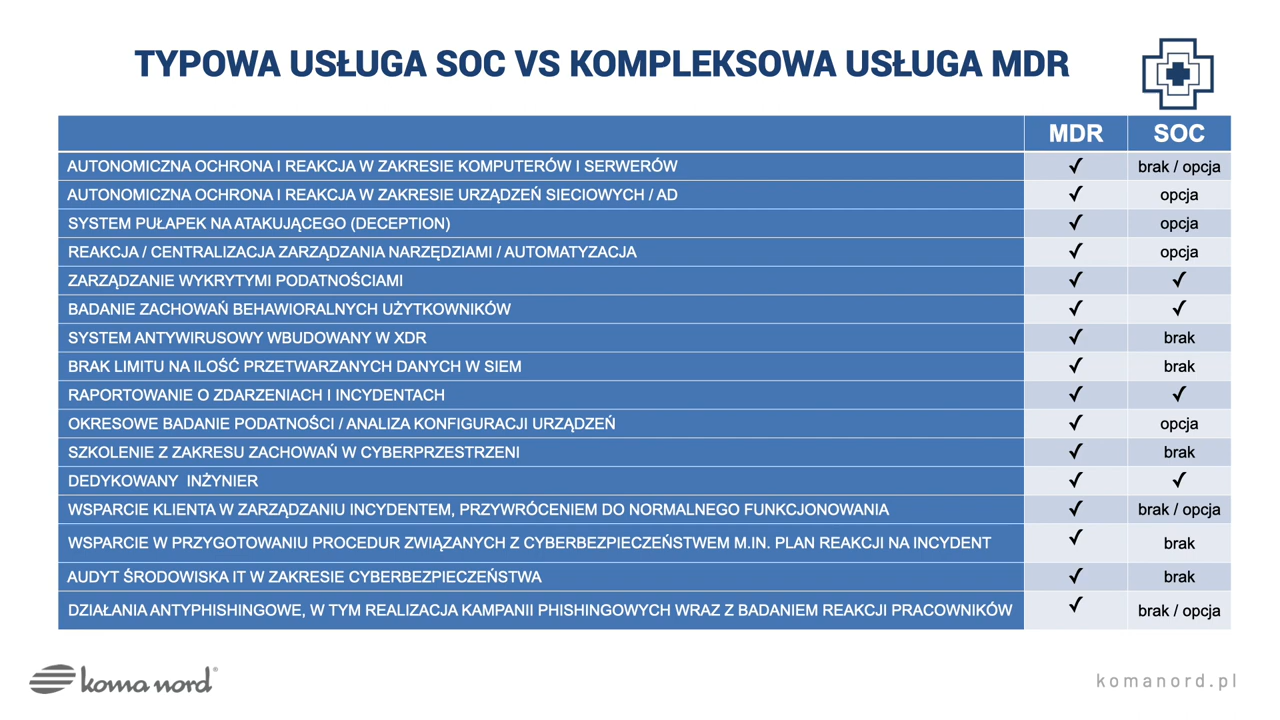 TYPOWA USŁUGA SOC VS KOMPLEKSOWA USŁUGA MDR
MDR SOC
AUTONOMICZNA OCHRONA I REAKCJA W ZAKRESIE KOMPUTERÓW I SERWERÓW ✓ brak / opcja
AUTONOMICZNA OCHRONA I REAKCJA W ZAKRESIE URZĄDZEŃ SIECIOWYCH / AD ✓ opcja
SYSTEM PUŁAPEK NA ATAKUJĄCEGO (DECEPTION) ✓ opcja
REAKCJA / CENTRALIZACJA ZARZĄDZANIA NARZĘDZIAMI / AUTOMATYZACJA ✓ opcja
ZARZĄDZANIE WYKRYTYMI PODATNOŚCIAMI ✓ ✓
BADANIE ZACHOWAŃ BEHAWIORALNYCH UŻYTKOWNIKÓW ✓ ✓
SYSTEM ANTYWIRUSOWY WBUDOWANY W XDR ✓ brak
BRAK LIMITU NA ILOŚĆ PRZETWARZANYCH DANYCH W SIEM ✓ brak
RAPORTOWANIE O ZDARZENIACH I INCYDENTACH ✓ ✓
OKRESOWE BADANIE PODATNOŚCI / ANALIZA KONFIGURACJI URZĄDZEŃ ✓ opcja
SZKOLENIE Z ZAKRESU ZACHOWAŃ W CYBERPRZESTRZENI ✓ brak
DEDYKOWANY INŻYNIER ✓ ✓
WSPARCIE KLIENTA W ZARZĄDZANIU INCYDENTEM, PRZYWRÓCENIEM DO NORMALNEGO FUNKCJONOWANIA ✓ brak / opcja
WSPARCIE W PRZYGOTOWANIU PROCEDUR ZWIĄZANYCH Z CYBERBEZPIECZEŃSTWEM M.IN. PLAN REAKCJI NA INCYDENT ✓ brak
AUDYT ŚRODOWISKA IT W ZAKRESIE CYBERBEZPIECZEŃSTWA ✓ brak
DZIAŁANIA ANTYPHISHINGOWE, W TYM REALIZACJA KAMPANII PHISHINGOWYCH WRAZ Z BADANIEM REAKCJI PRACOWNIKÓW ✓ brak / opcja
koma nord®
komanord.pl